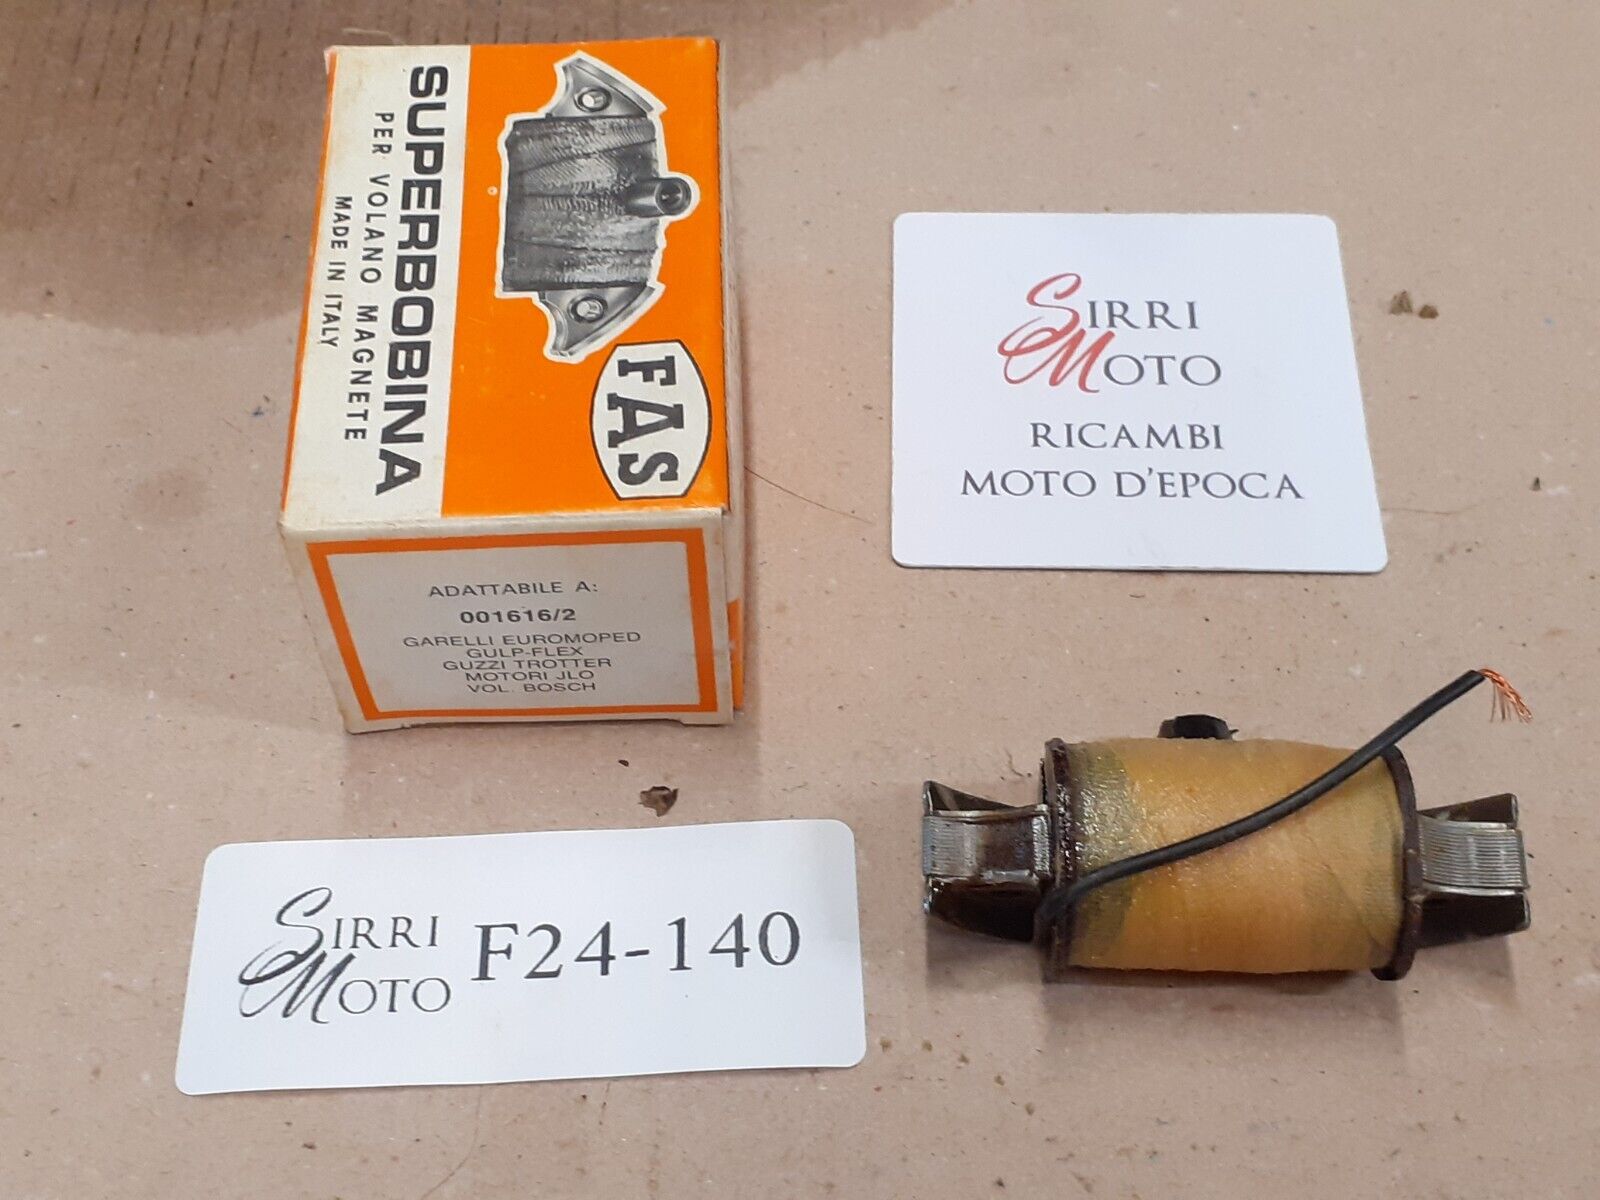 SUPERBOBINA
PER VOLANO MAGNETE
MADE IN ITALY
FAS
ADATTABILE A:
001616/2
GARELLI EUROMOPED
GULP-FLEX
GUZZI TROTTER
MOTORI JLO
VOL. BOSCH
SIRRI
MOTO
RICAMBI
MOTO D'EPOCA
SIRRI
MOTO
F24-140